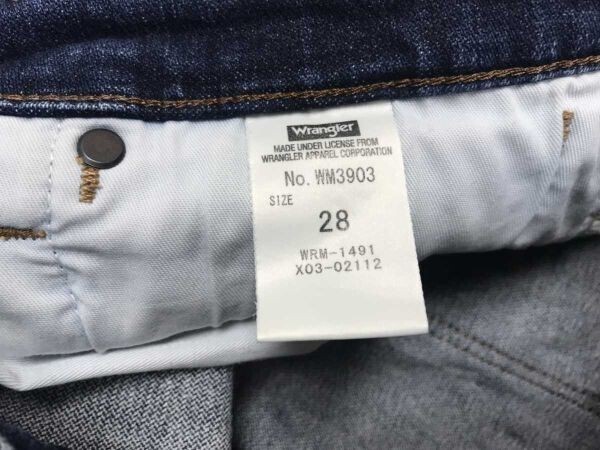 Wrangler
MADE UNDER LICENSE FROM
WRANGLER APPAREL CORPORATION
No. WM3903
SIZE
28
WRM-1491
X03-02112